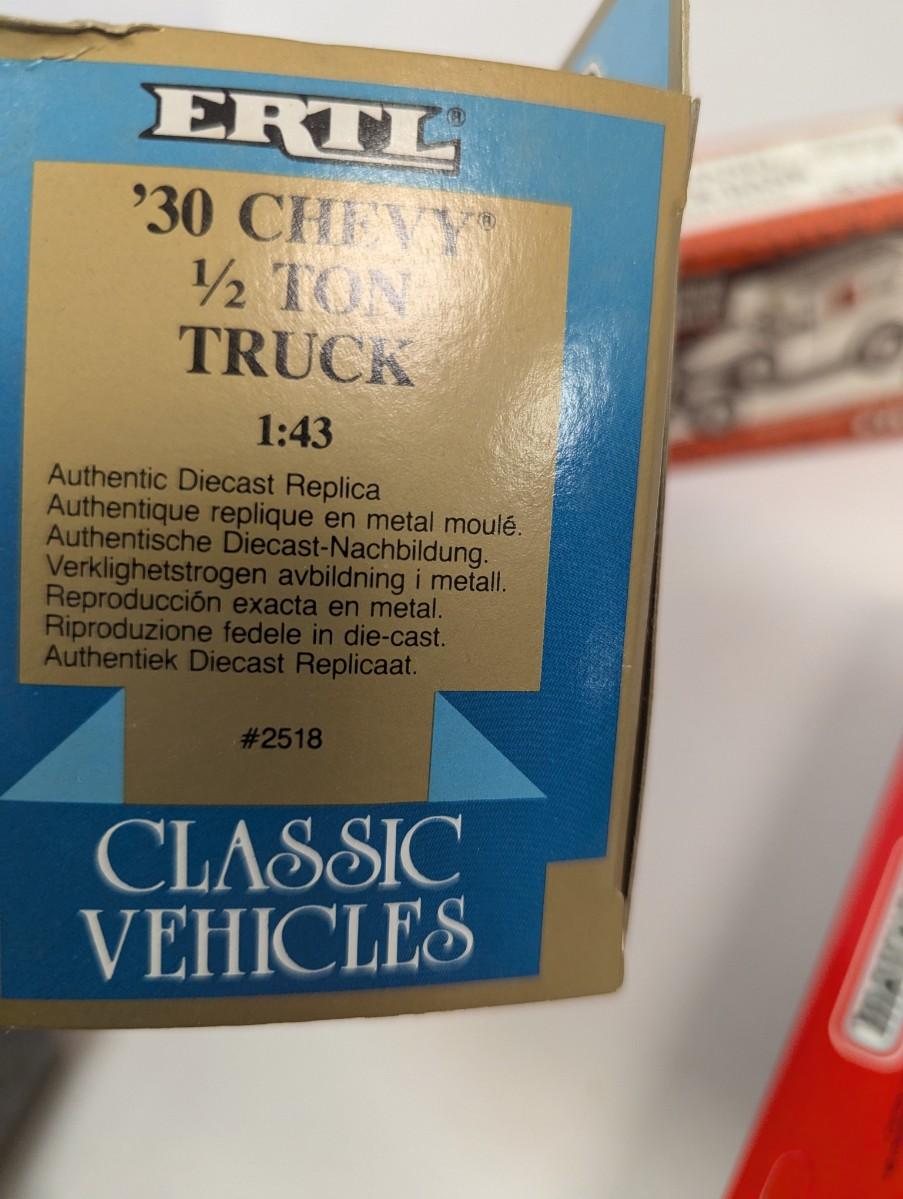 ERTL®
'30 CHEVY®
½ TON
TRUCK
1:43
Authentic Diecast Replica
Authentique replique en metal moulé.
Authentische Diecast-Nachbildung.
Verklighetstrogen avbildning i metall.
Reproducción exacta en metal.
Riproduzione fedele in die-cast.
Authentiek Diecast Replicaat.
#2518
CLASSIC
VEHICLES